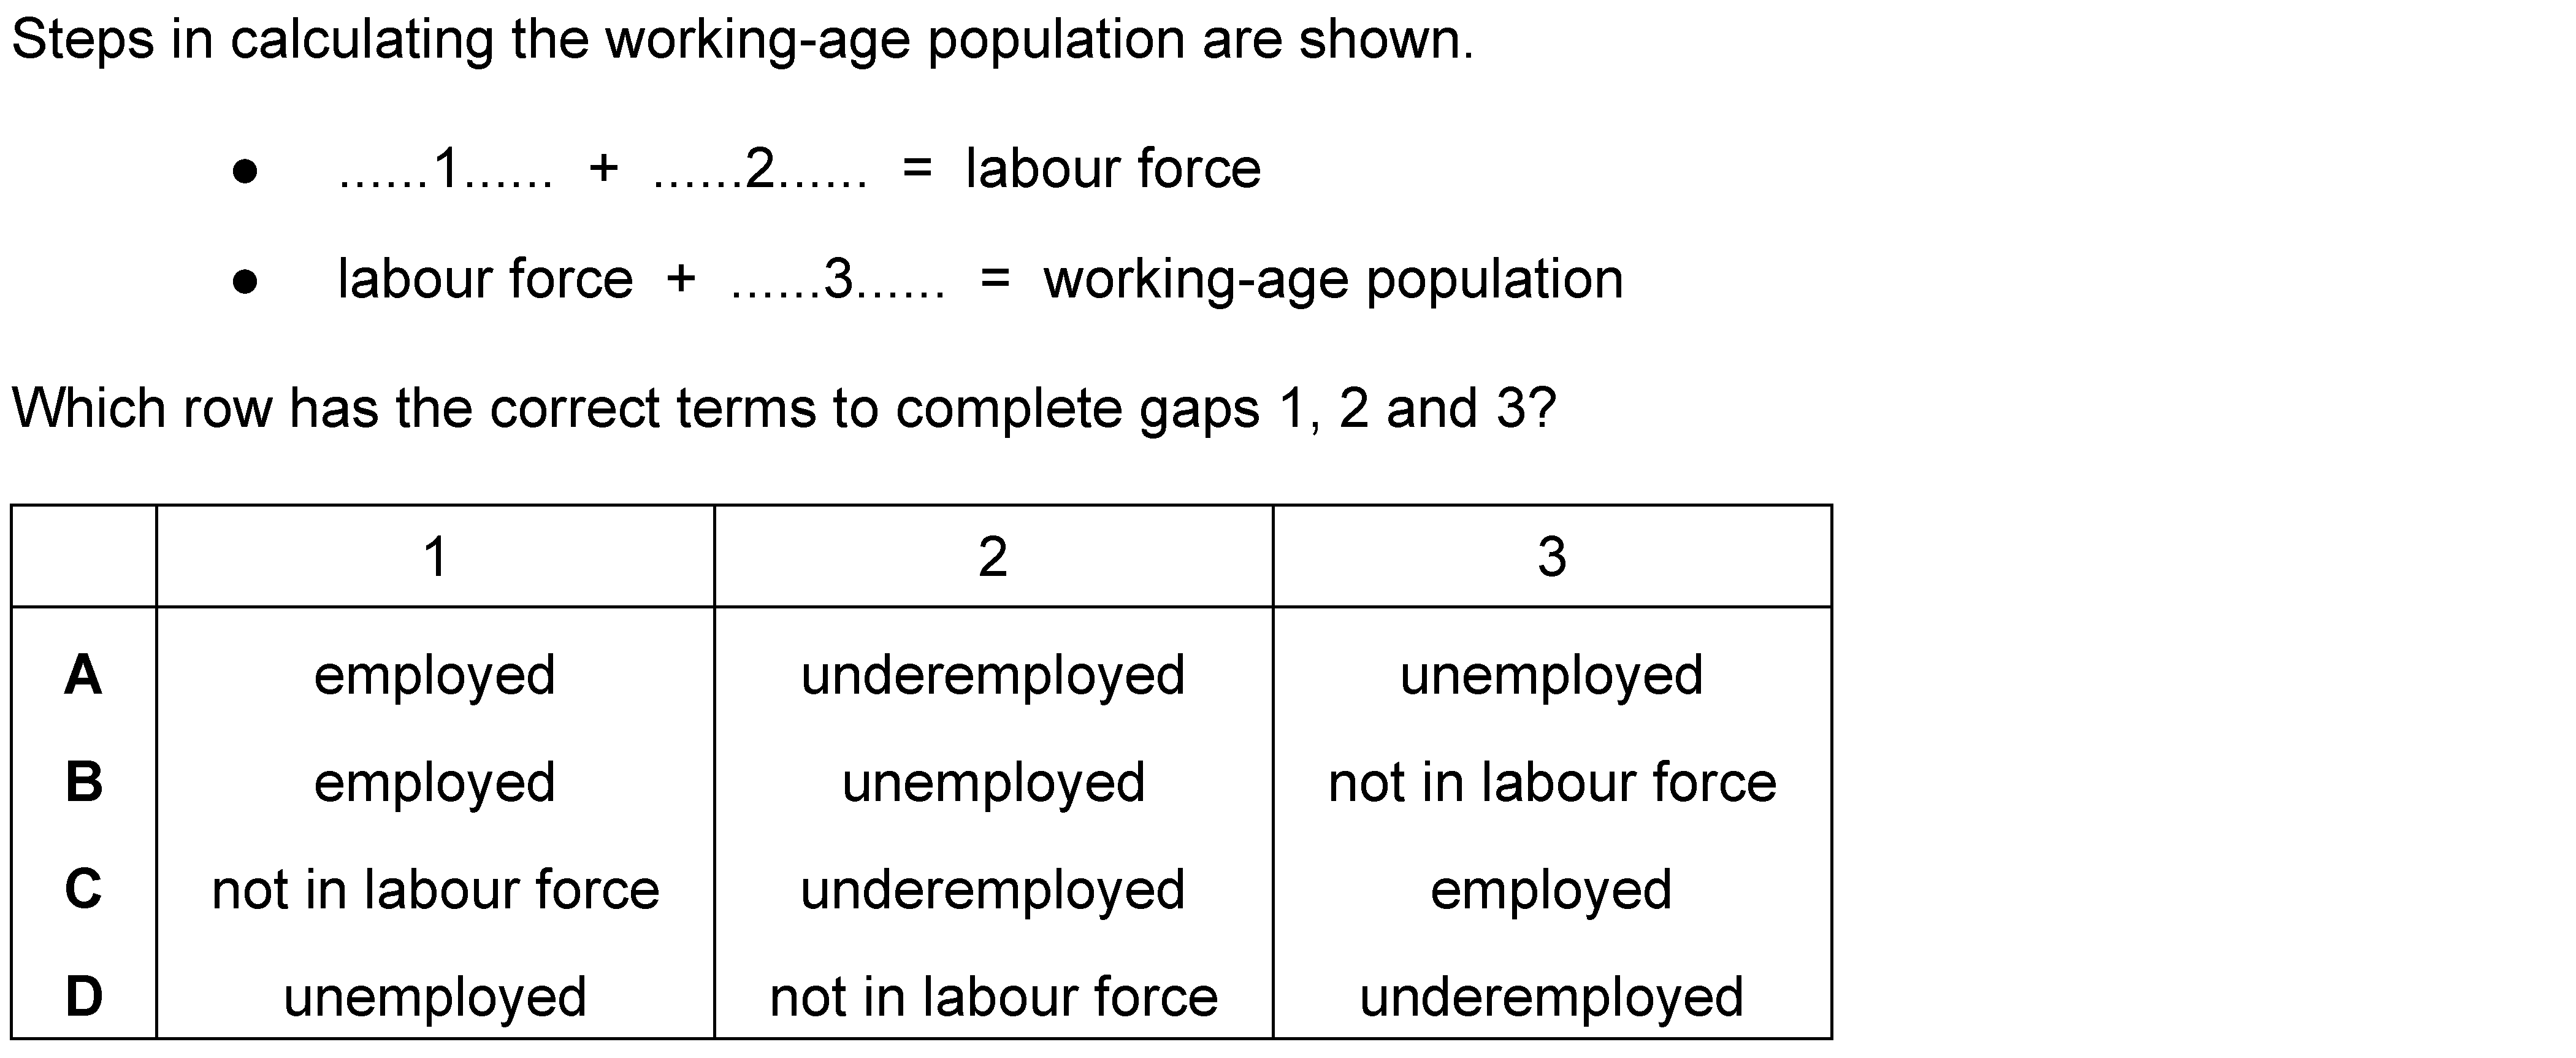 Steps in calculating the working-age population are shown.
● ......1...... + ......2...... = labour force
● labour force + ......3...... = working-age population
Which row has the correct terms to complete gaps 1, 2 and 3?
1 2 3
A employed underemployed unemployed
B employed unemployed not in labour force
C not in labour force underemployed employed
D unemployed not in labour force underemployed